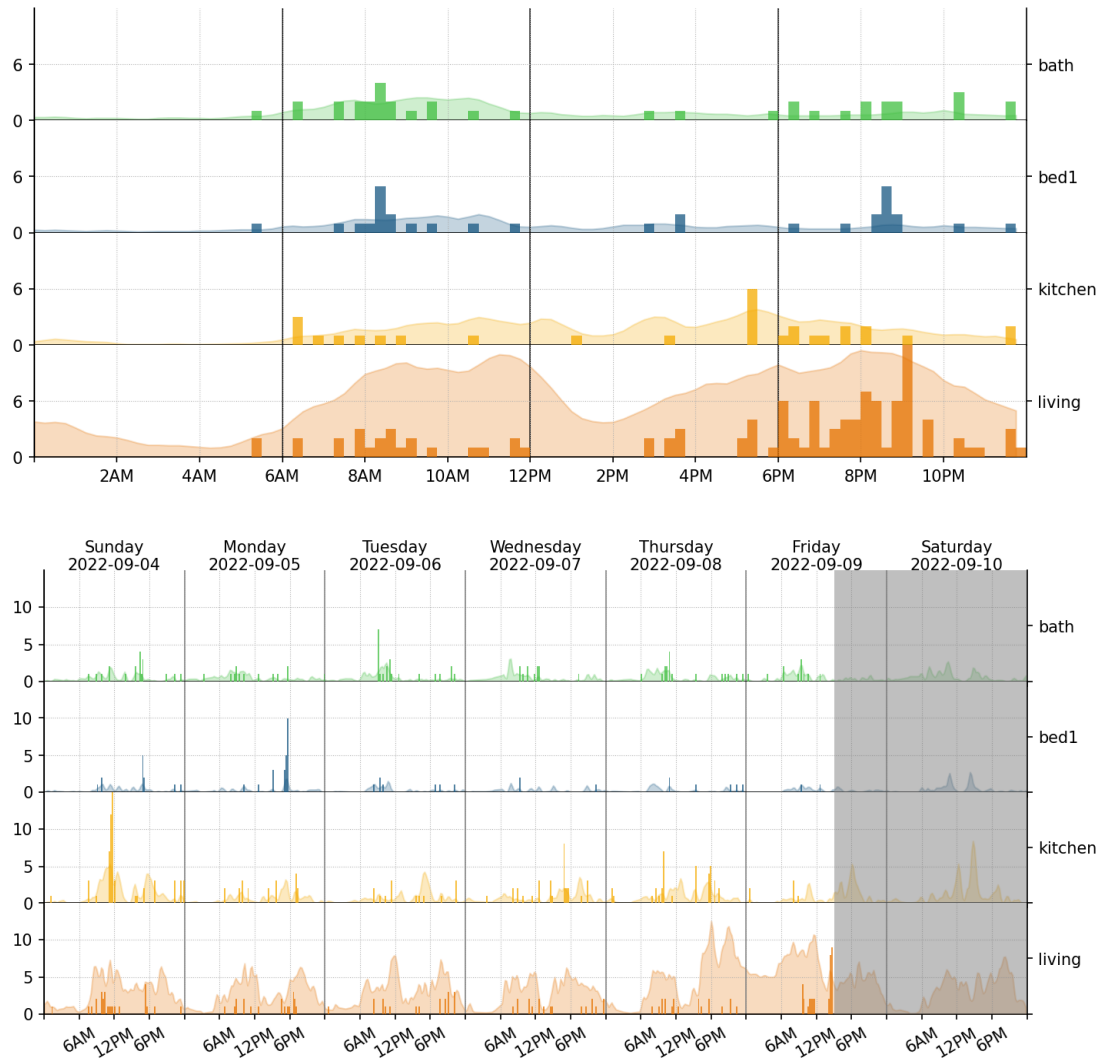 6
0
bath
6
0
bed1
6
0
kitchen
6
0
living
2AM 4AM 6AM 8AM 10AM 12PM 2PM 4PM 6PM 8PM 10PM
Sunday Monday Tuesday Wednesday Thursday Friday Saturday
2022-09-04 2022-09-05 2022-09-06 2022-09-07 2022-09-08 2022-09-09 2022-09-10
10
5
0
bath
10
5
0
bed1
10
5
0
kitchen
10
5
0
living
6AM 12PM 6PM 6AM 12PM 6PM 6AM 12PM 6PM 6AM 12PM 6PM 6AM 12PM 6PM 6AM 12PM 6PM 6AM 12PM 6PM